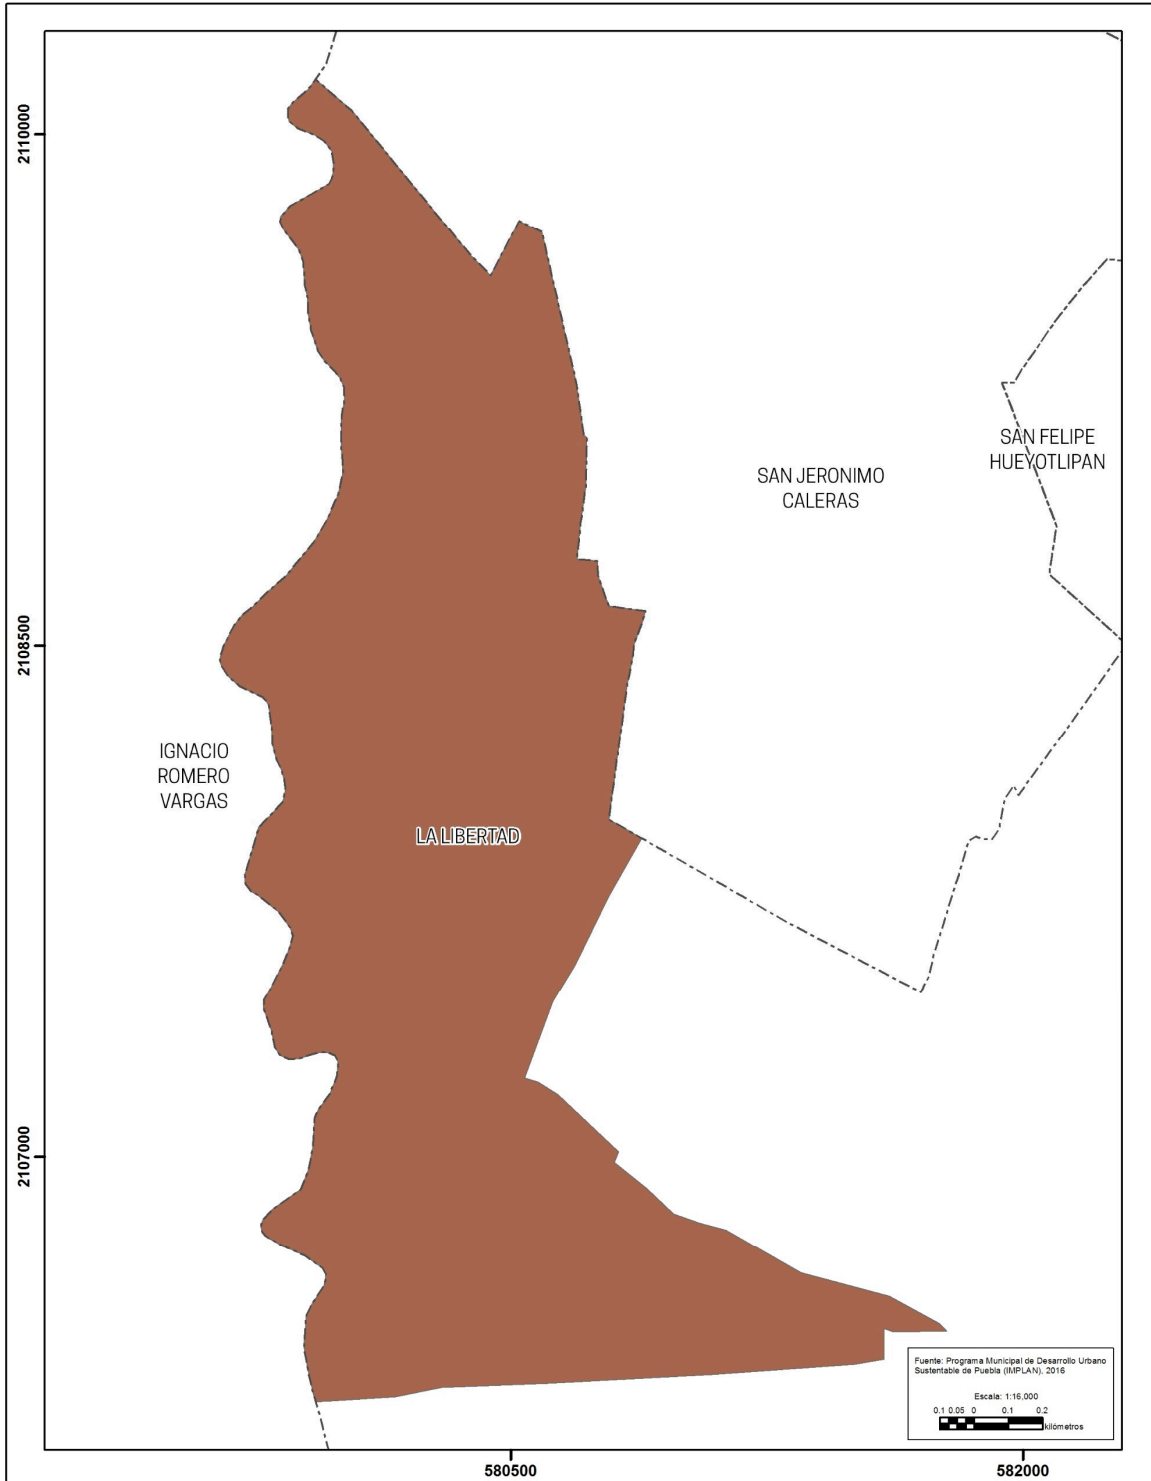 2110000
SAN FELIPE
HUEYOTLIPAN
SAN JERONIMO
CALERAS
2108500
IGNACIO
ROMERO
VARGAS
LA LIBERTAD
2107000
Fuente: Programa Municipal de Desarrollo Urbano
Sustentable de Puebla (IMPLAN), 2016
Escala: 1:16,000
0.1 0.05 0 0.1 0.2
kilómetros
580500
582000